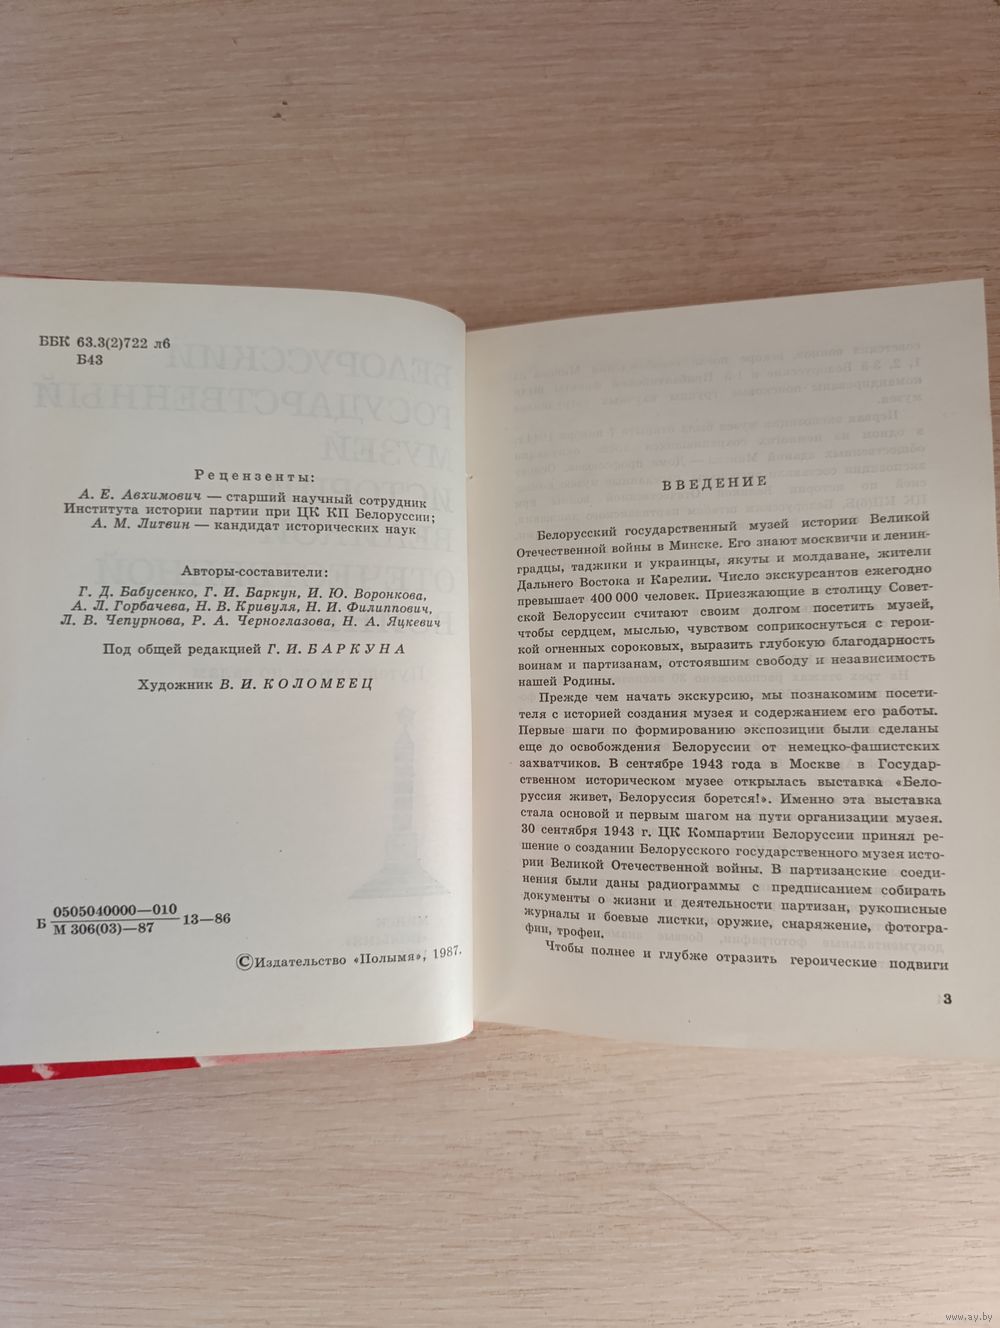 ББК 63.3(2)722 л6
Б43
Рецензенты:
А. Е. Авхимович — старший научный сотрудник
Института истории партии при ЦК КП Белоруссии;
А. М. Литвин — кандидат исторических наук
Авторы-составители:
Г. Д. Бабусенко, Г. И. Баркун, И. Ю. Воронкова,
А. Л. Горбачева, Н. В. Кривуля, Н. И. Филиппович,
Л. В. Чепурнова, Р. А. Черноглазова, Н. А. Яцкевич
Под общей редакцией Г. И. БАРКУНА
Художник В. И. КОЛОМЕЕЦ
Б 0505040000—010
М 306(03)—87 13—86
© Издательство «Полымя», 1987.
ВВЕДЕНИЕ
Белорусский государственный музей истории Великой
Отечественной войны в Минске. Его знают москвичи и ленин-
градцы, таджики и украинцы, якуты и молдаване, жители
Дальнего Востока и Карелии. Число экскурсантов ежегодно
превышает 400 000 человек. Приезжающие в столицу Совет-
ской Белоруссии считают своим долгом посетить музей,
чтобы сердцем, мыслью, чувством соприкоснуться с герои-
кой огненных сороковых, выразить глубокую благодарность
воинам и партизанам, отстоявшим свободу и независимость
нашей Родины.
Прежде чем начать экскурсию, мы познакомим посети-
теля с историей создания музея и содержанием его работы.
Первые шаги по формированию экспозиции были сделаны
еще до освобождения Белоруссии от немецко-фашистских
захватчиков. В сентябре 1943 года в Москве в Государ-
ственном историческом музее открылась выставка «Бело-
руссия живет, Белоруссия борется!». Именно эта выставка
стала основой и первым шагом на пути организации музея.
30 сентября 1943 г. ЦК Компартии Белоруссии принял ре-
шение о создании Белорусского государственного музея исто-
рии Великой Отечественной войны. В партизанские соеди-
нения были даны радиограммы с предписанием собирать
документы о жизни и деятельности партизан, рукописные
журналы и боевые листки, оружие, снаряжение, фотогра-
фии, трофеи.
Чтобы полнее и глубже отразить героические подвиги
3
www.ay.by